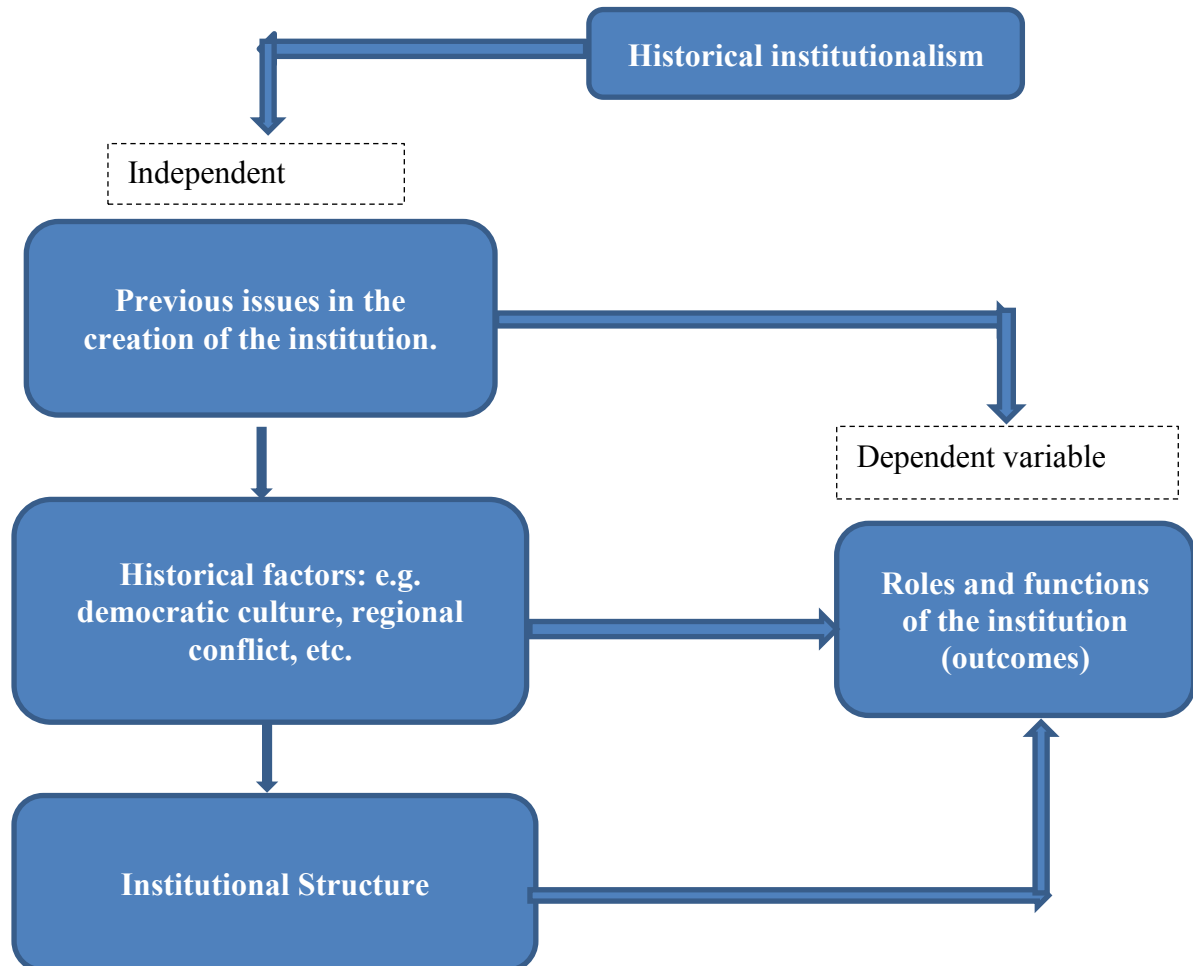 Historical institutionalism
Independent
Previous issues in the
creation of the institution.
Dependent variable
Historical factors: e.g.
democratic culture, regional
conflict, etc.
Roles and functions
of the institution
(outcomes)
Institutional Structure